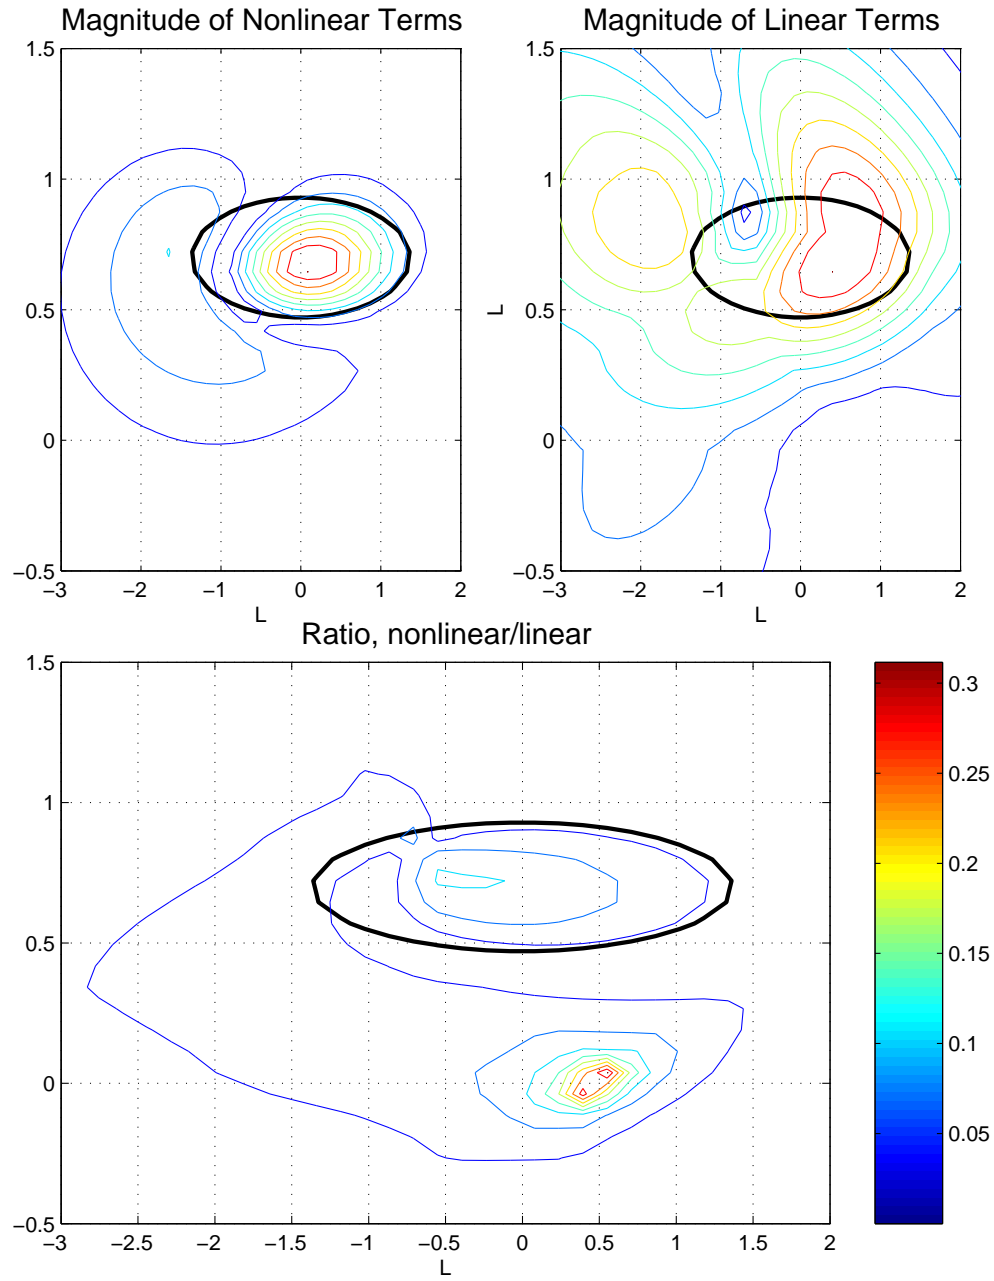 Magnitude of Nonlinear Terms
1.5
1
0.5
0
−0.5
−3 −2 −1 0 1 2
L
Magnitude of Linear Terms
1.5
1
0.5
0
−0.5
L
−3 −2 −1 0 1 2
L
Ratio, nonlinear/linear
1.5
1
0.5
0
−0.5
−3 −2.5 −2 −1.5 −1 −0.5 0 0.5 1 1.5 2
L
0.3
0.25
0.2
0.15
0.1
0.05